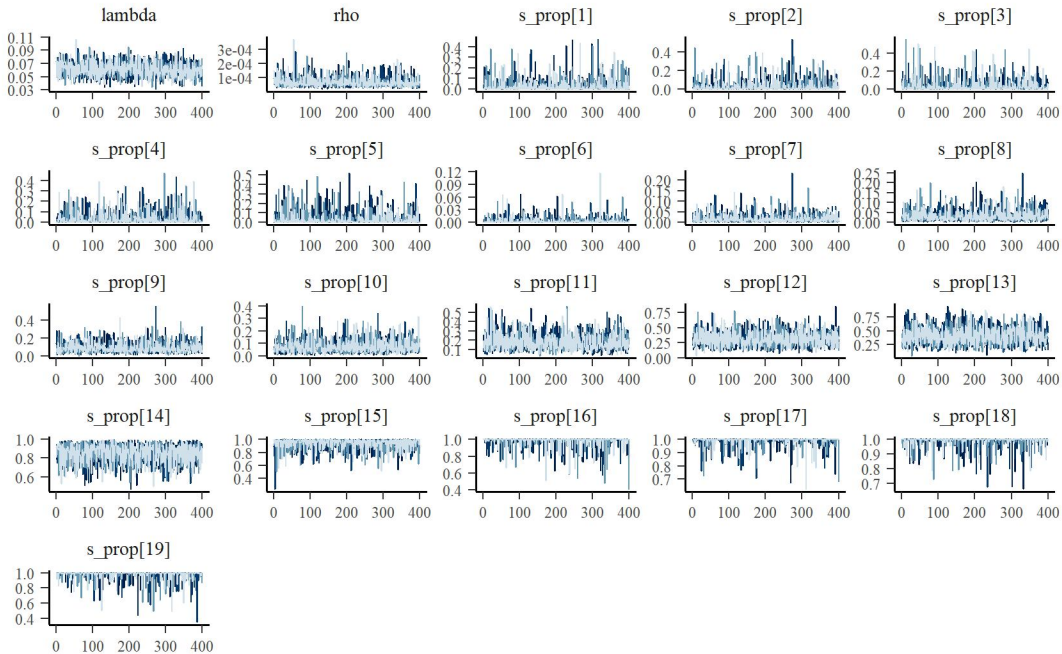 lambda
rho
s_prop[1]
s_prop[2]
s_prop[3]
0.11
0.09
0.07
0.05
0.03
3e-04
2e-04
1e-04
0.4
0.3
0.2
0.1
0.0
0.4
0.2
0.0
0.4
0.2
0.0
0 100 200 300 400
0 100 200 300 400
0 100 200 300 400
0 100 200 300 400
0 100 200 300 400
s_prop[4]
s_prop[5]
s_prop[6]
s_prop[7]
s_prop[8]
0.4
0.3
0.2
0.1
0.0
0.5
0.4
0.3
0.2
0.1
0.0
0.12
0.09
0.06
0.03
0.00
0.20
0.15
0.10
0.05
0.00
0.25
0.20
0.15
0.10
0.05
0.00
0 100 200 300 400
0 100 200 300 400
0 100 200 300 400
0 100 200 300 400
0 100 200 300 400
s_prop[9]
s_prop[10]
s_prop[11]
s_prop[12]
s_prop[13]
0.4
0.2
0.0
0.4
0.3
0.2
0.1
0.0
0.5
0.4
0.3
0.2
0.1
0.75
0.50
0.25
0.00
0.75
0.50
0.25
0 100 200 300 400
0 100 200 300 400
0 100 200 300 400
0 100 200 300 400
0 100 200 300 400
s_prop[14]
s_prop[15]
s_prop[16]
s_prop[17]
s_prop[18]
1.0
0.8
0.6
1.0
0.8
0.6
0.4
1.0
0.8
0.6
0.4
1.0
0.9
0.8
0.7
1.0
0.9
0.8
0.7
0 100 200 300 400
0 100 200 300 400
0 100 200 300 400
0 100 200 300 400
0 100 200 300 400
s_prop[19]
1.0
0.8
0.6
0.4
0 100 200 300 400